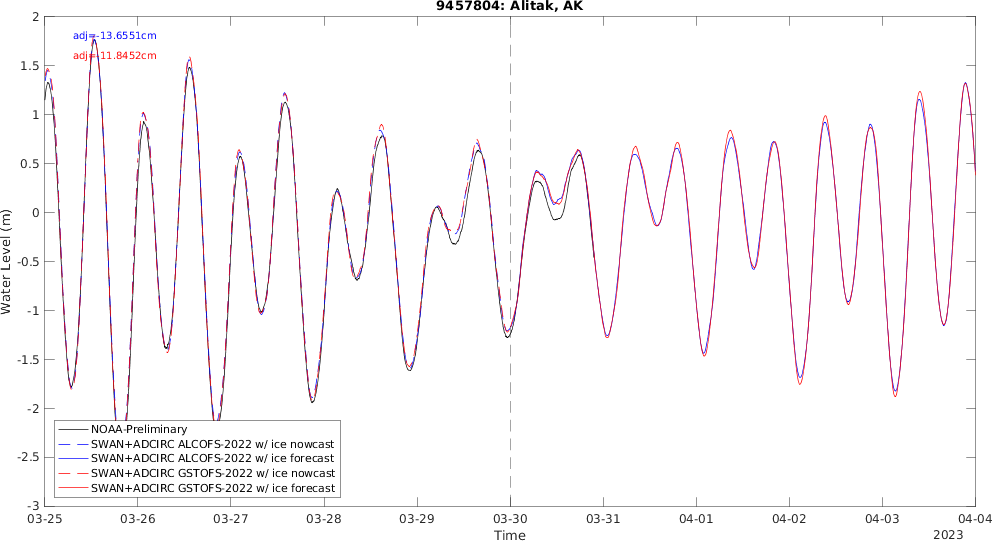 9457804: Alitak, AK
adj=-13.6551cm
adj=-11.8452cm
2
1.5
1
0.5
0
-0.5
-1
-1.5
-2
-2.5
-3
Water Level (m)
NOAA-Preliminary
SWAN+ADCIRC ALCOFS-2022 w/ ice nowcast
SWAN+ADCIRC ALCOFS-2022 w/ ice forecast
SWAN+ADCIRC GSTOFS-2022 w/ ice nowcast
SWAN+ADCIRC GSTOFS-2022 w/ ice forecast
03-25 03-26 03-27 03-28 03-29 03-30 03-31 04-01 04-02 04-03 04-04
Time
2023